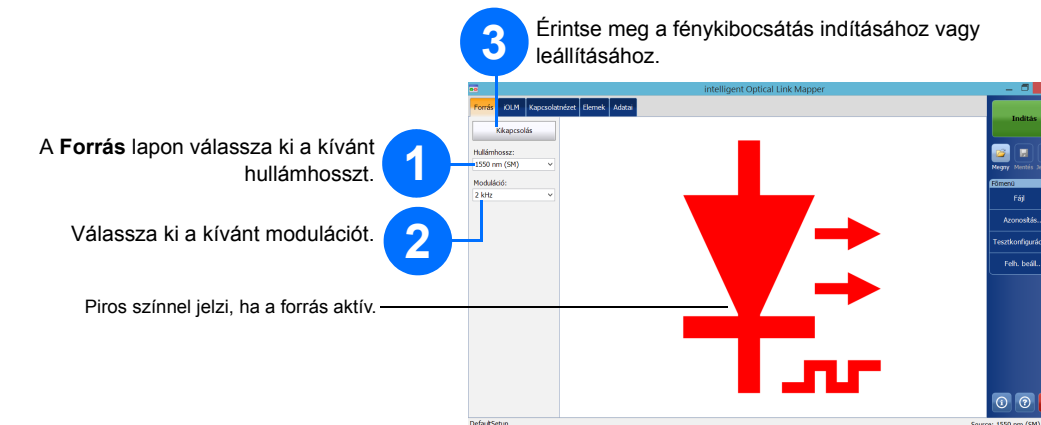 3
Érintse meg a fénykibocsátás indításához vagy
leállításához.
A Forrás lapon válassza ki a kívánt
hullámhosszt.
1
Válassza ki a kívánt modulációt.
2
Piros színnel jelzi, ha a forrás aktív.
intelligent Optical Link Mapper
Forrás iOLM Kapcsolatnézet Elemek Adatai
Kikapcsolás
Hullámhossz:
1550 nm (SM)
Moduláció:
2 kHz
Indítás
Megny Mentés
Főmenü
Fájl
Azonosítás..
Tesztkonfigurác
Felh. beáll..
DefaultSetup
Source: 1550 nm (SM)